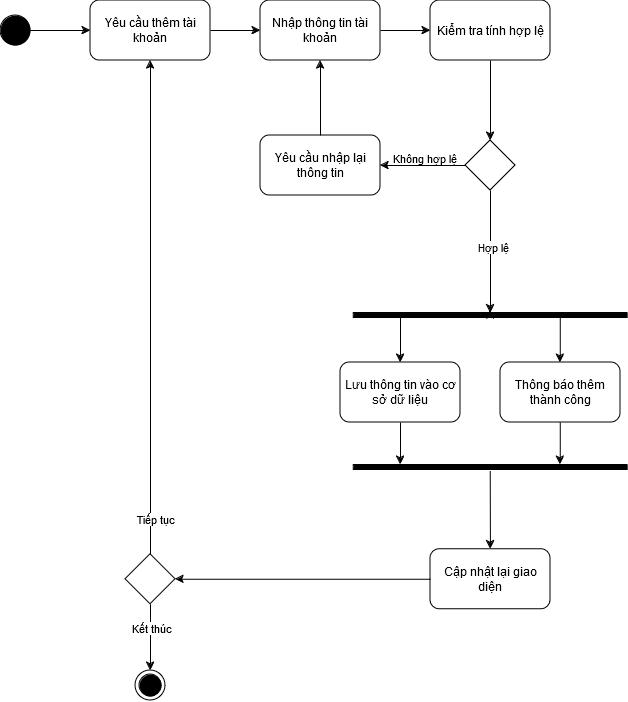 Yêu cầu thêm tài
khoản
Nhập thông tin tài
khoản
Kiểm tra tính hợp lệ
Yêu cầu nhập lại
thông tin
Không hợp lệ
Hợp lệ
Lưu thông tin vào cơ
sở dữ liệu
Thông báo thêm
thành công
Tiếp tục
Cập nhật lại giao
diện
Kết thúc